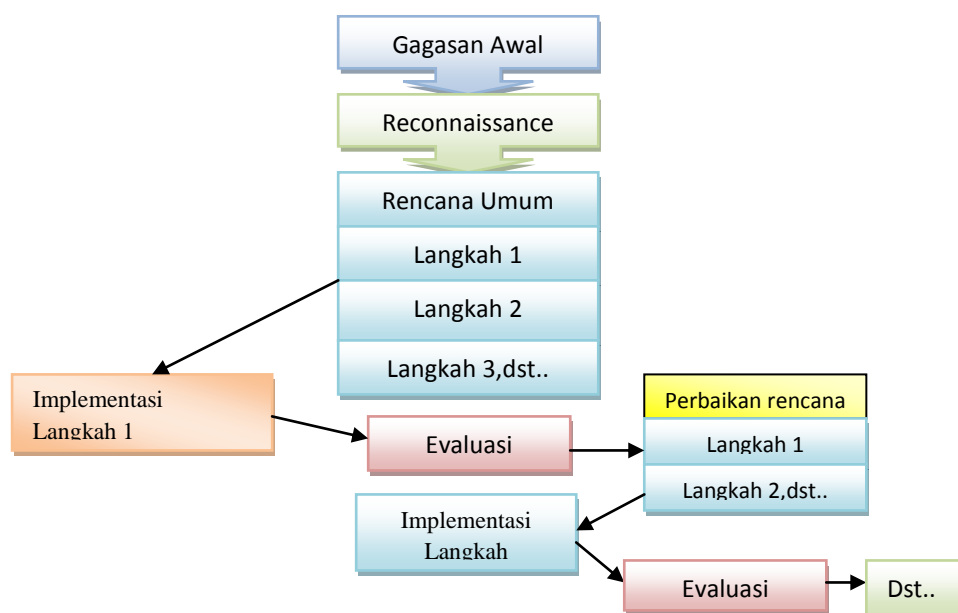 Gagasan Awal
Reconnaissance
Rencana Umum
Langkah 1
Langkah 2
Langkah 3,dst..
Implementasi
Langkah 1
Evaluasi
Perbaikan rencana
Langkah 1
Langkah 2,dst..
Implementasi
Langkah
Evaluasi
Dst..